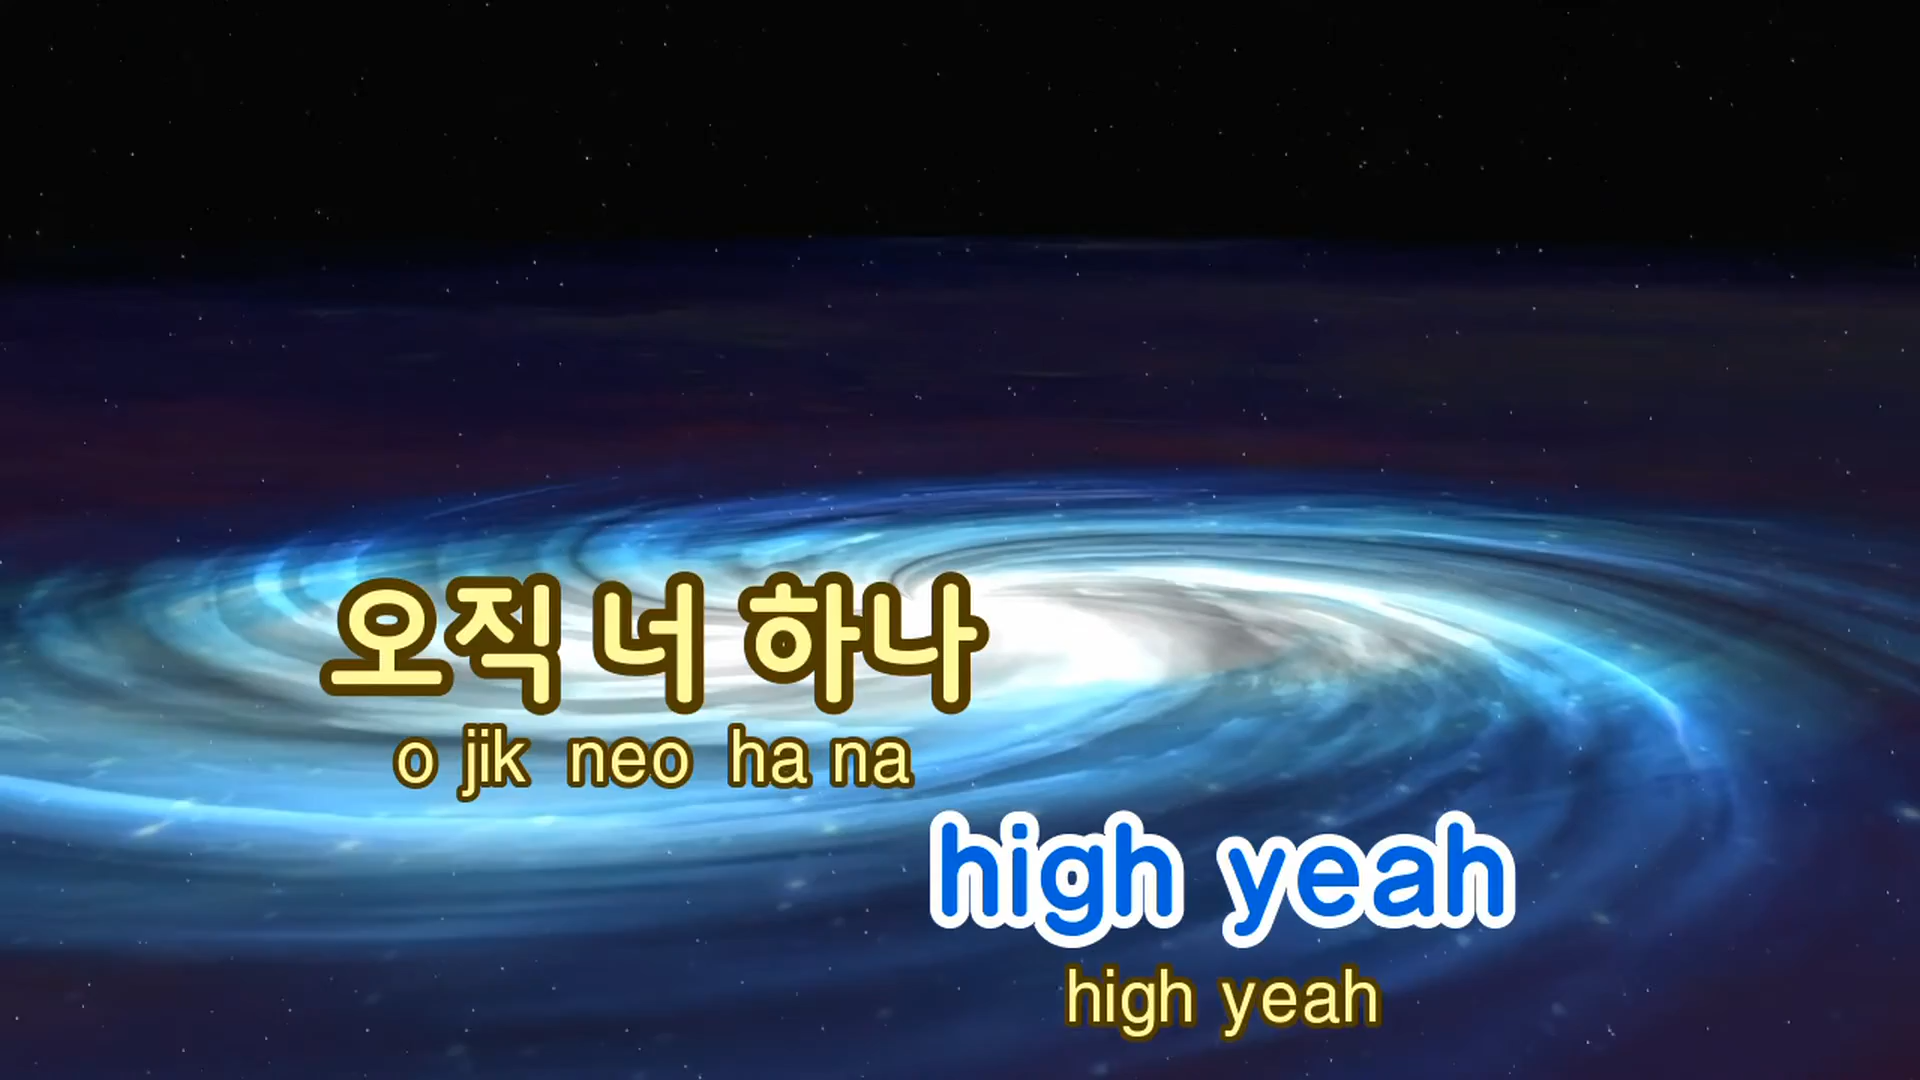 오직 너 하나
o jik neo ha na
high yeah
high yeah